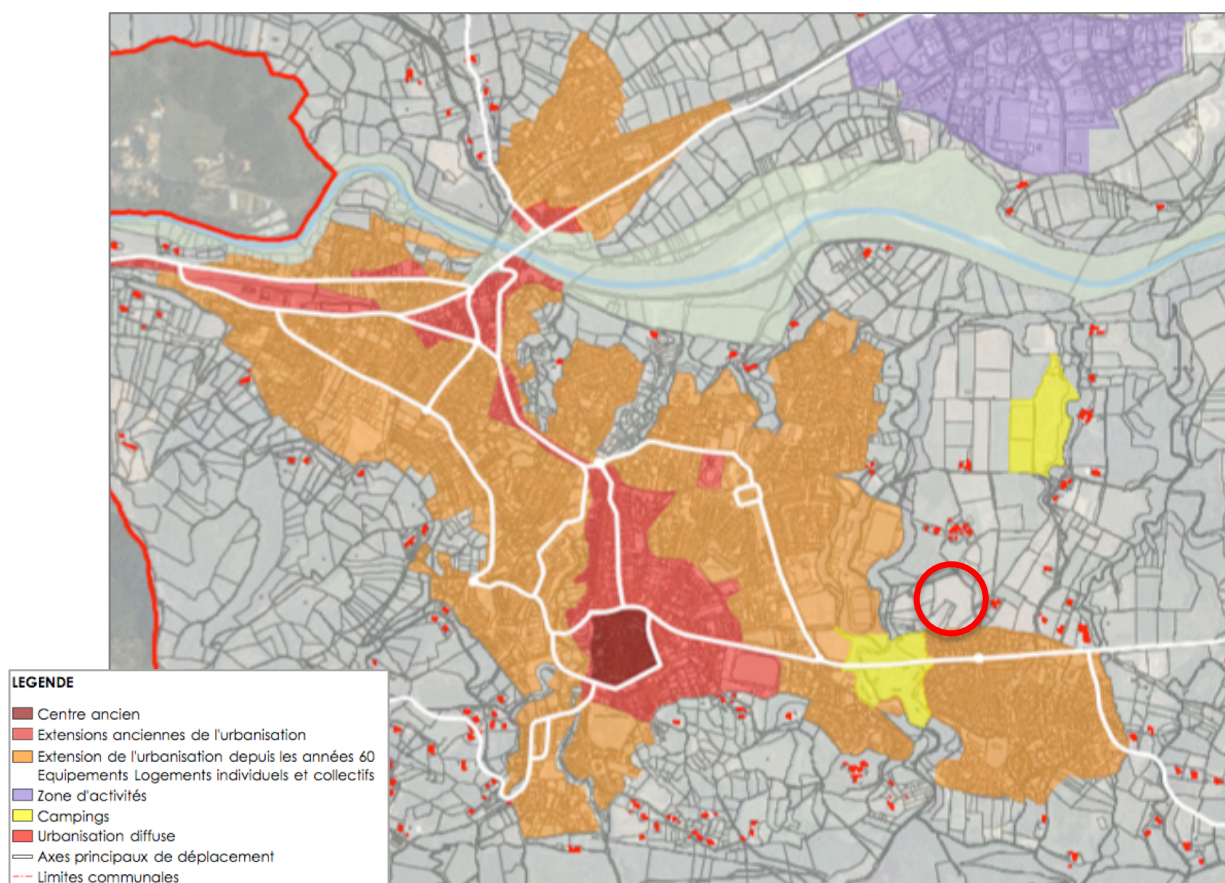 LEGENDE
Centre ancien
Extensions anciennes de l'urbanisation
Extension de l'urbanisation depuis les années 60
Equipements Logements individuels et collectifs
Zone d'activités
Campings
Urbanisation diffuse
Axes principaux de déplacement
Limites communales